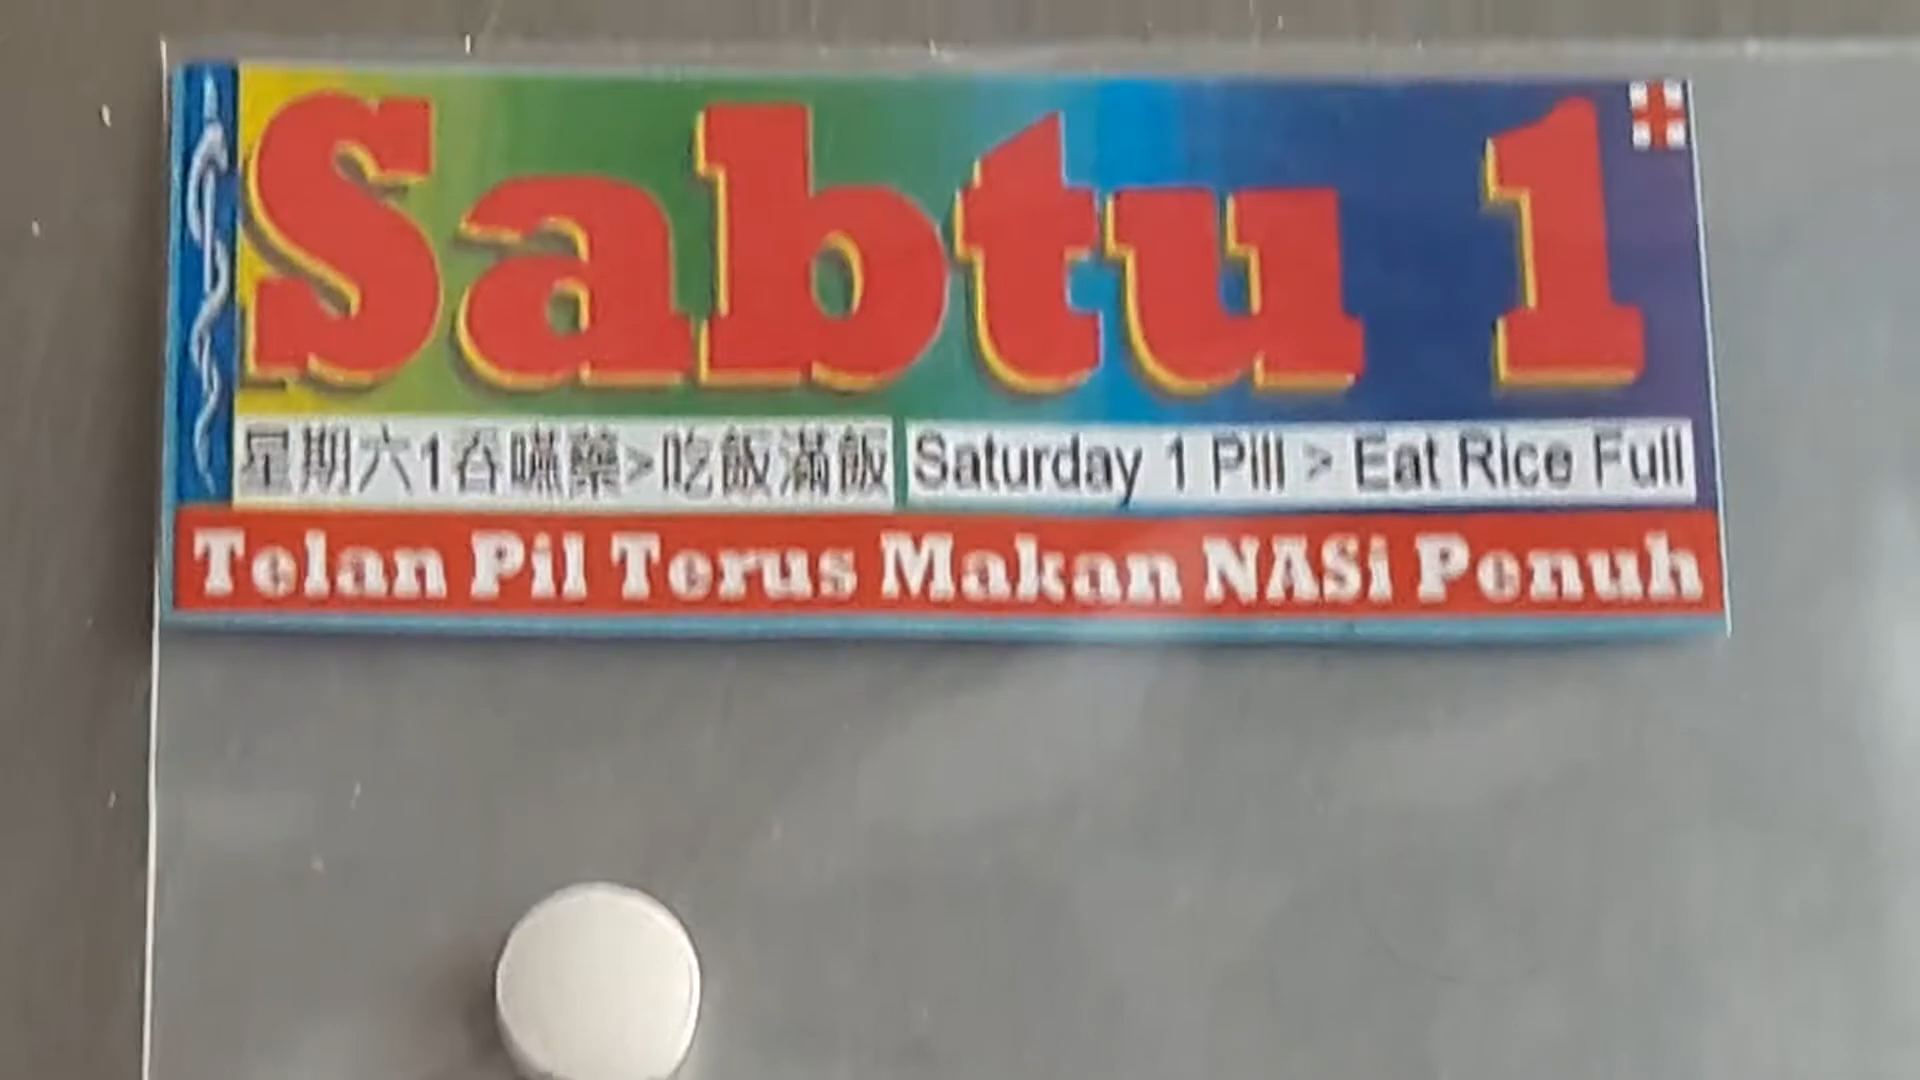 Sabtu 1
星期六1吞嚥藥>吃飯滿飯
Saturday 1 Pill > Eat Rice Full
Telan Pil Terus Makan NASi Penuh